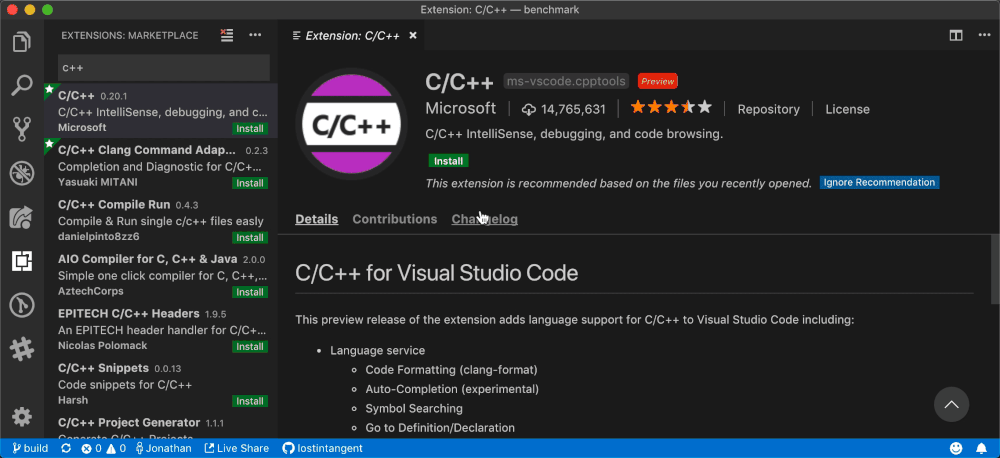 Extension: C/C++ — benchmark
EXTENSIONS: MARKETPLACE
c++
C/C++ 0.20.1
C/C++ IntelliSense, debugging, and c...
Microsoft Install
C/C++ Clang Command Adap... 0.2.3
Completion and Diagnostic for C/C+...
Yasuaki MITANI Install
C/C++ Compile Run 0.4.3
Compile & Run single c/c++ files easly
danielpinto8zz6 Install
AIO Compiler for C, C++ & Java 2.0.0
Simple one click compiler for C, C++,...
AztechCorps Install
EPITECH C/C++ Headers 1.9.5
An EPITECH header handler for C/C+...
Nicolas Polomack Install
C/C++ Snippets 0.0.13
Code snippets for C/C++
Harsh Install
C/C++ Project Generator 1.1.1
Generate C/C++ Projects
Extension: C/C++
C/C++
C/C++ ms-vscode.cpptools Preview
Microsoft 14,765,631 Repository License
C/C++ IntelliSense, debugging, and code browsing.
Install
This extension is recommended based on the files you recently opened. Ignore Recommendation
Details Contributions Changelog
C/C++ for Visual Studio Code
This preview release of the extension adds language support for C/C++ to Visual Studio Code including:
• Language service
Code Formatting (clang-format)
Auto-Completion (experimental)
Symbol Searching
Go to Definition/Declaration
build 0 0 Jonathan Live Share lostintangent